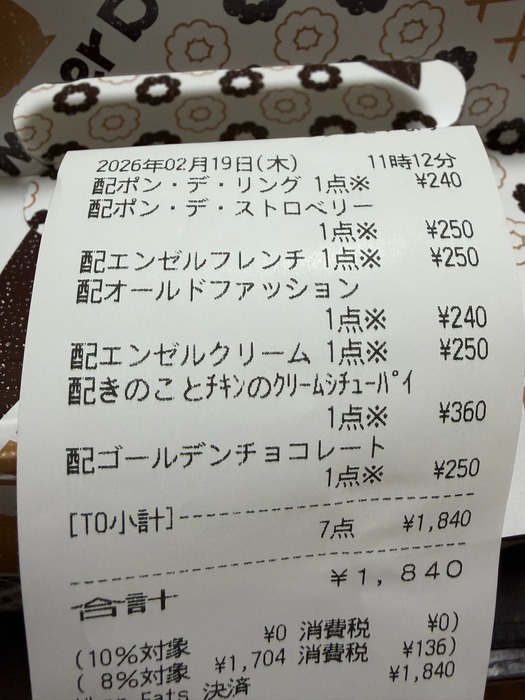 2026年02月19日(木) 11時12分
配ポン・デ・リング 1点※ ¥240
配ポン・デ・ストロベリー
1点※ ¥250
配エンゼルフレンチ 1点※ ¥250
配オールドファッション
1点※ ¥240
配エンゼルクリーム 1点※ ¥250
配きのことﾁｷﾝのｸﾘｰﾑｼﾁｭｰﾊﾟｲ
1点※ ¥360
配ゴールデンチョコレート
1点※ ¥250
[TO小計] 7点 ¥1,840
合計 ¥1,840
(10%対象 ¥0 消費税 ¥0)
( 8%対象 ¥1,704 消費税 ¥136)
Uber Eats 決済 ¥1,840